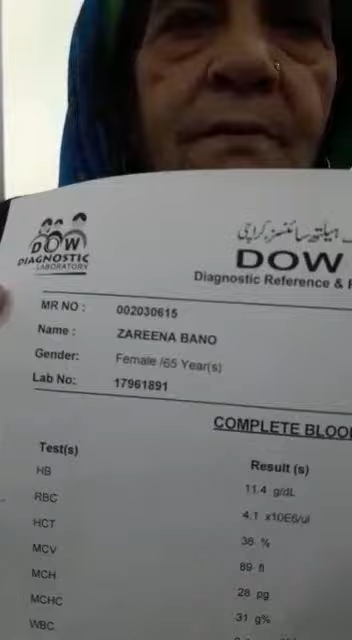 DOW
DIAGNOSTIC
LABORATORY
ہیلتھ سائنسز، کراچی
DOW
Diagnostic Reference &
MR NO : 002030615
Name : ZAREENA BANO
Gender: Female /65 Year(s)
Lab No: 17961891
COMPLETE BLOO
Test(s) Result (s)
HB 11.4 g/dL
RBC 4.1 x10E6/ul
HCT 36 %
MCV 89 fl
MCH 28 pg
MCHC 31 g%
WBC